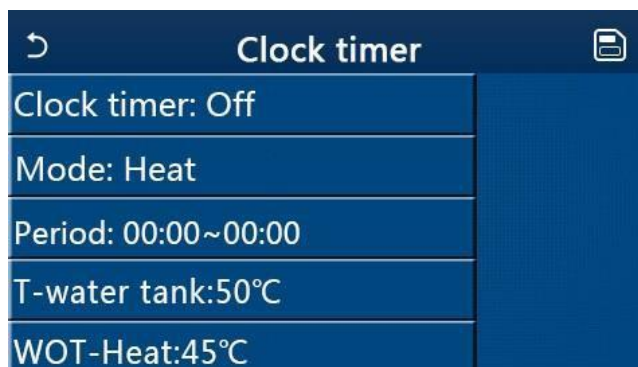 Clock timer
Clock timer: Off
Mode: Heat
Period: 00:00~00:00
T-water tank:50℃
WOT-Heat:45℃